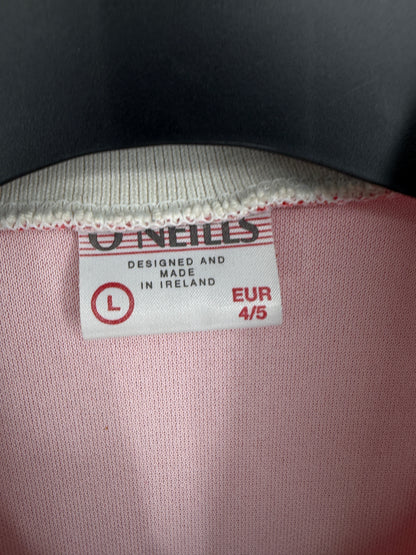 O'NEILLS
DESIGNED AND
MADE
IN IRELAND
L
EUR
4/5